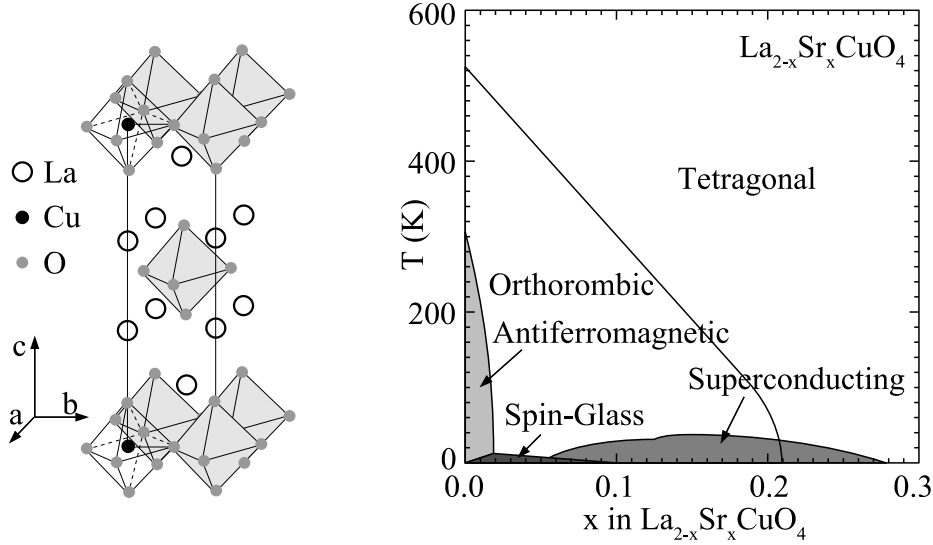 La
Cu
O
c
a
b
600
400
200
0
T (K)
La₂₋ₓSrₓCuO₄
Tetragonal
Orthorombic
Antiferromagnetic
Superconducting
Spin-Glass
0.0
0.1
0.2
0.3
x in La₂₋ₓSrₓCuO₄